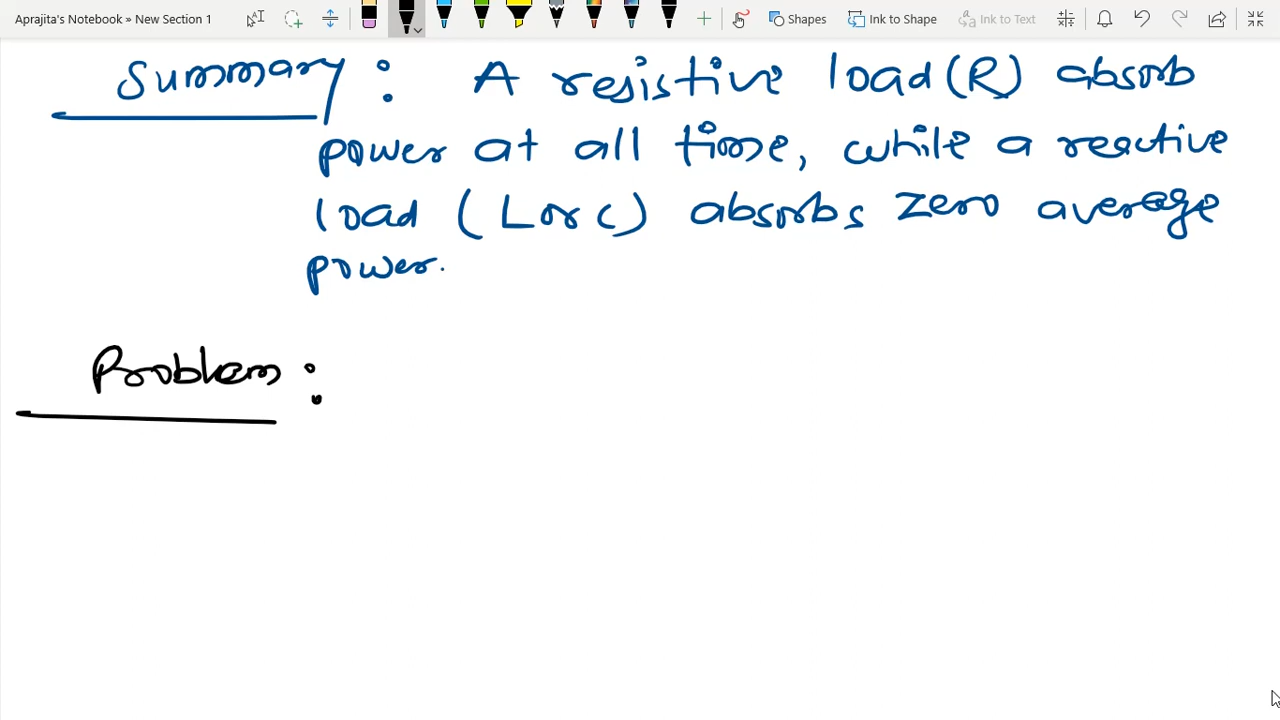 Aprajita's Notebook » New Section 1
Shapes
Ink to Shape
Ink to Text
Summary : A resistive load(R) absorb
power at all time, while a reactive
load (L or C) absorbs zero average
power.
Problem :